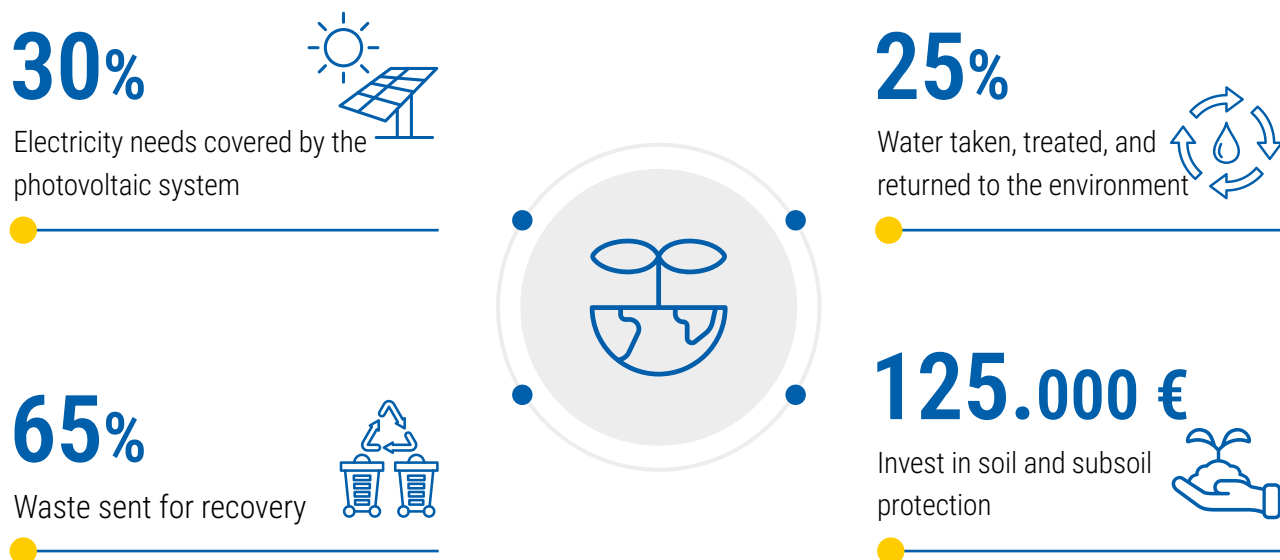 30%
Electricity needs covered by the
photovoltaic system
25%
Water taken, treated, and
returned to the environment
65%
Waste sent for recovery
125.000 €
Invest in soil and subsoil
protection